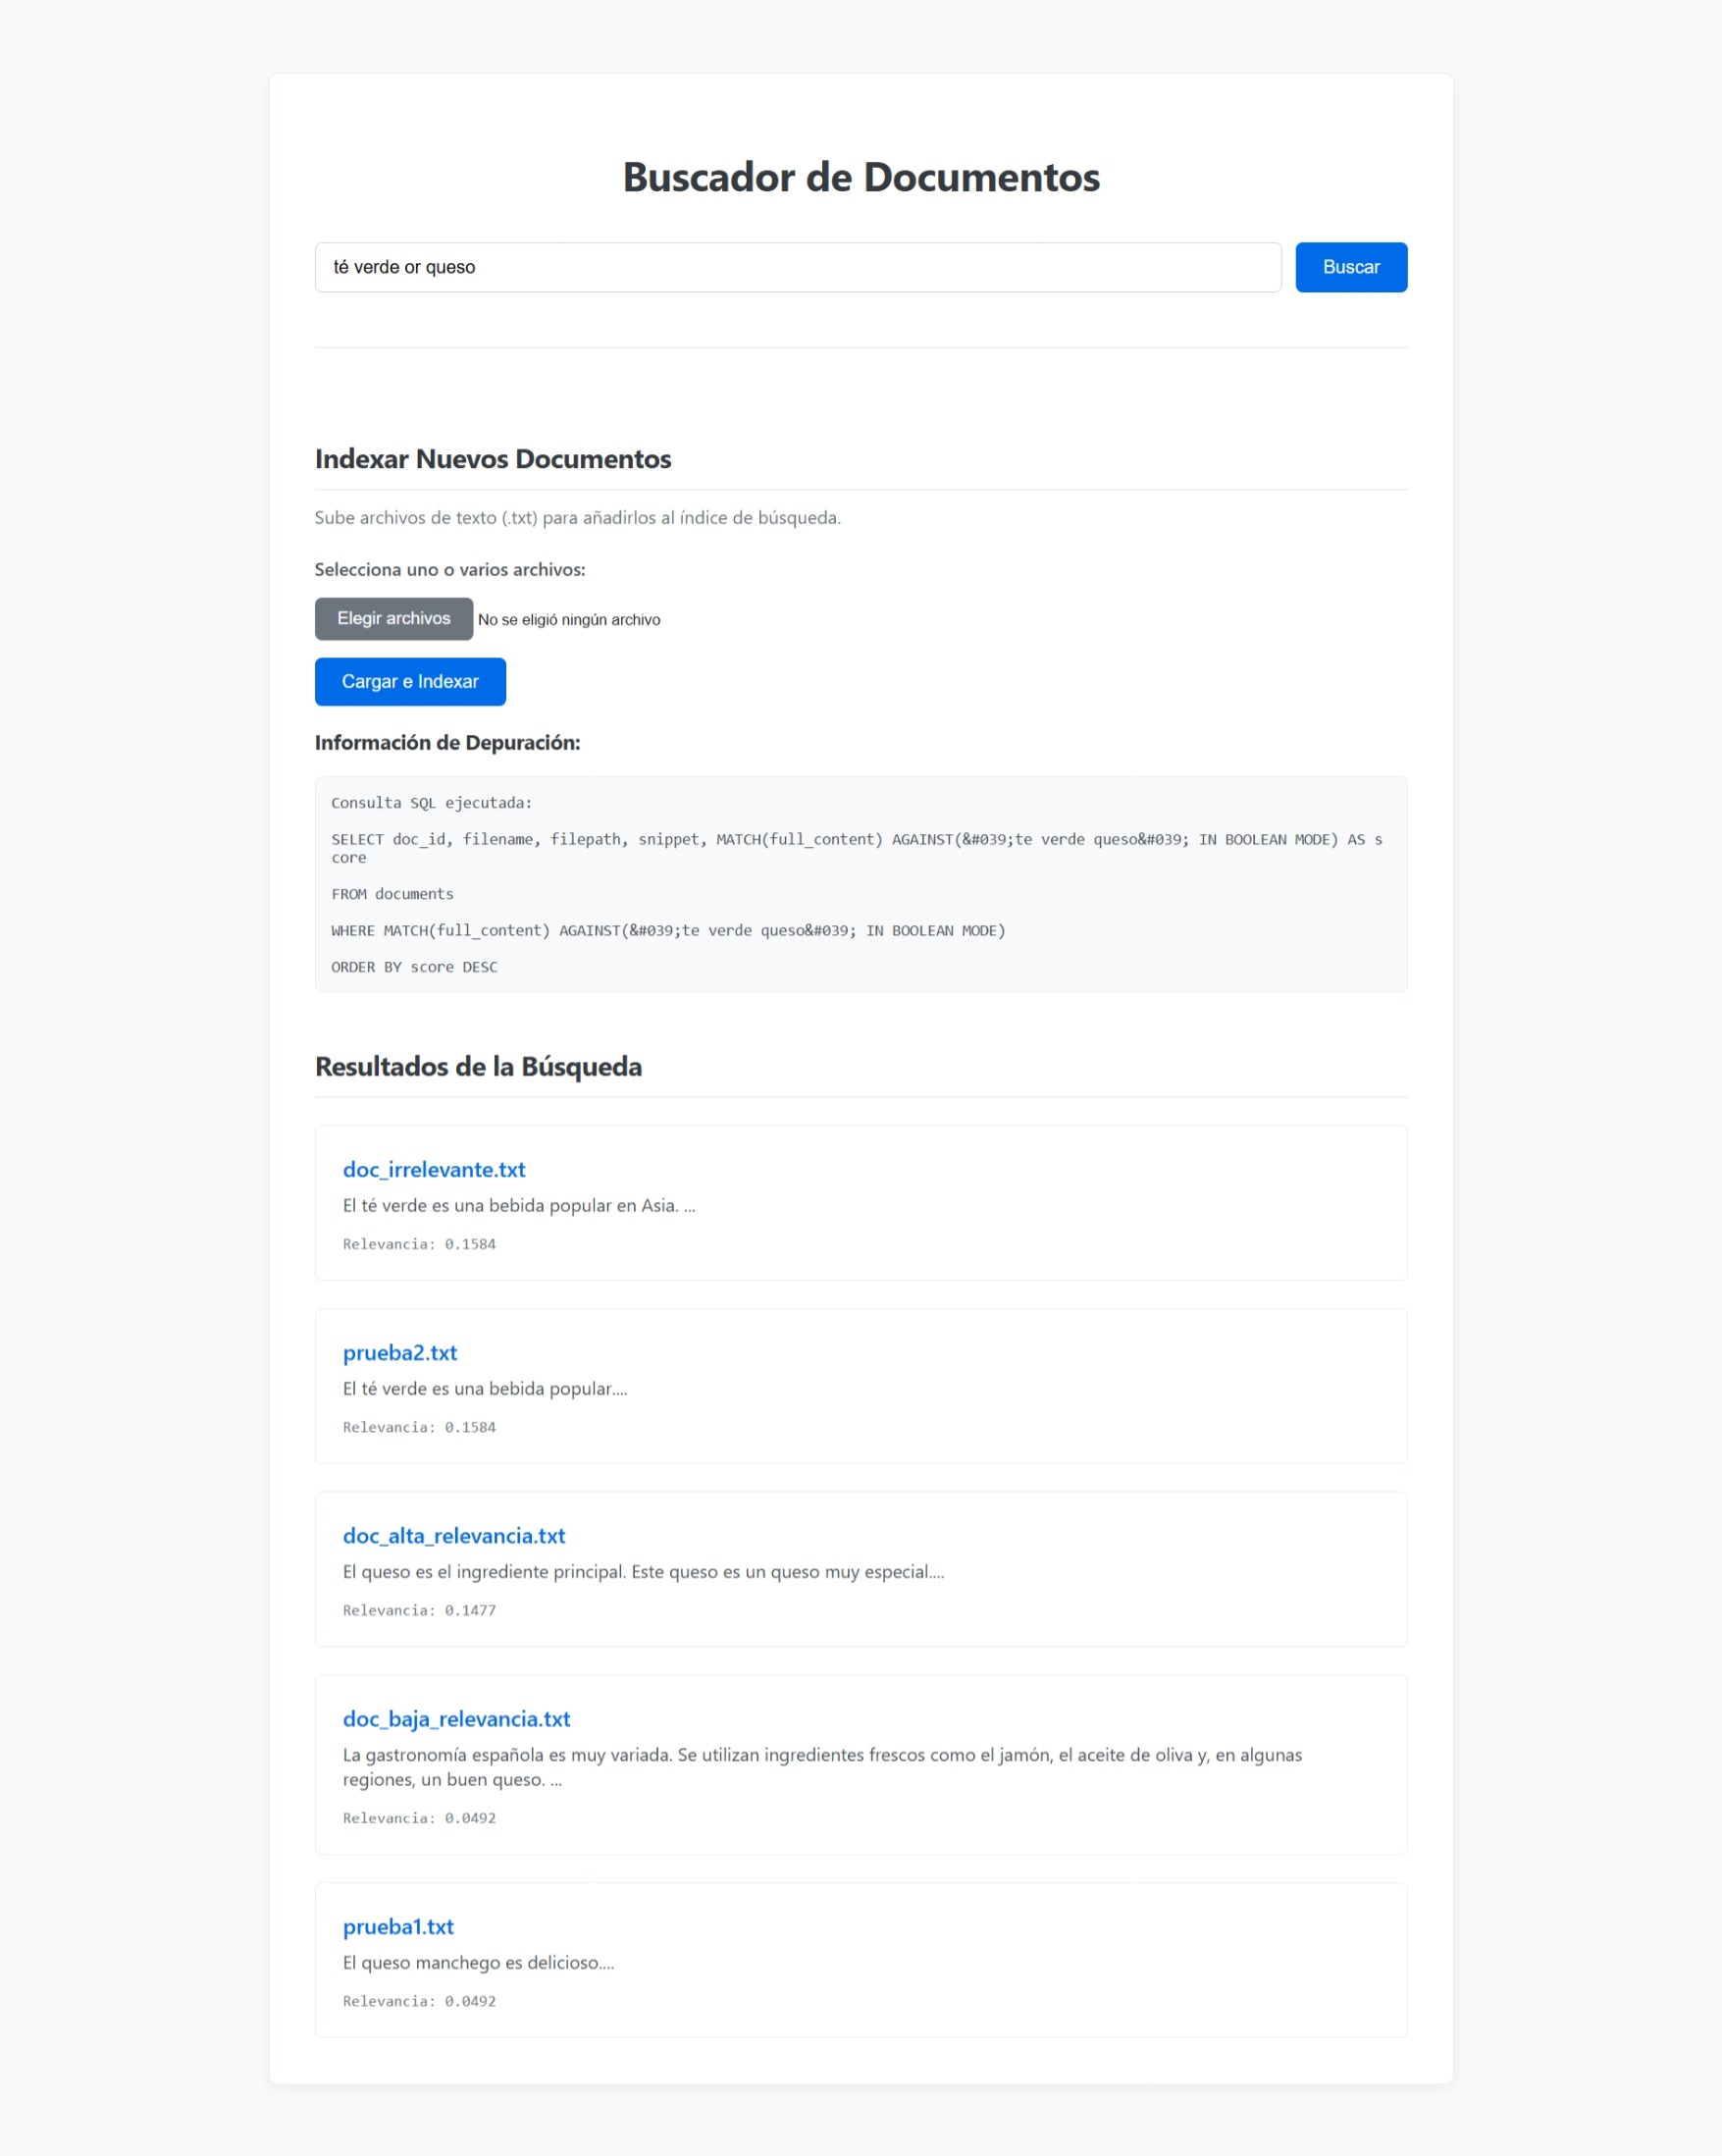 Buscador de Documentos
té verde or queso
Buscar
Indexar Nuevos Documentos
Sube archivos de texto (.txt) para añadirlos al índice de búsqueda.
Selecciona uno o varios archivos:
Elegir archivos No se eligió ningún archivo
Cargar e Indexar
Información de Depuración:
Consulta SQL ejecutada:
SELECT doc_id, filename, filepath, snippet, MATCH(full_content) AGAINST(&#039;te verde queso&#039; IN BOOLEAN MODE) AS s
core
FROM documents
WHERE MATCH(full_content) AGAINST(&#039;te verde queso&#039; IN BOOLEAN MODE)
ORDER BY score DESC
Resultados de la Búsqueda
doc_irrelevante.txt
El té verde es una bebida popular en Asia. ...
Relevancia: 0.1584
prueba2.txt
El té verde es una bebida popular....
Relevancia: 0.1584
doc_alta_relevancia.txt
El queso es el ingrediente principal. Este queso es un queso muy especial....
Relevancia: 0.1477
doc_baja_relevancia.txt
La gastronomía española es muy variada. Se utilizan ingredientes frescos como el jamón, el aceite de oliva y, en algunas
regiones, un buen queso. ...
Relevancia: 0.0492
prueba1.txt
El queso manchego es delicioso....
Relevancia: 0.0492